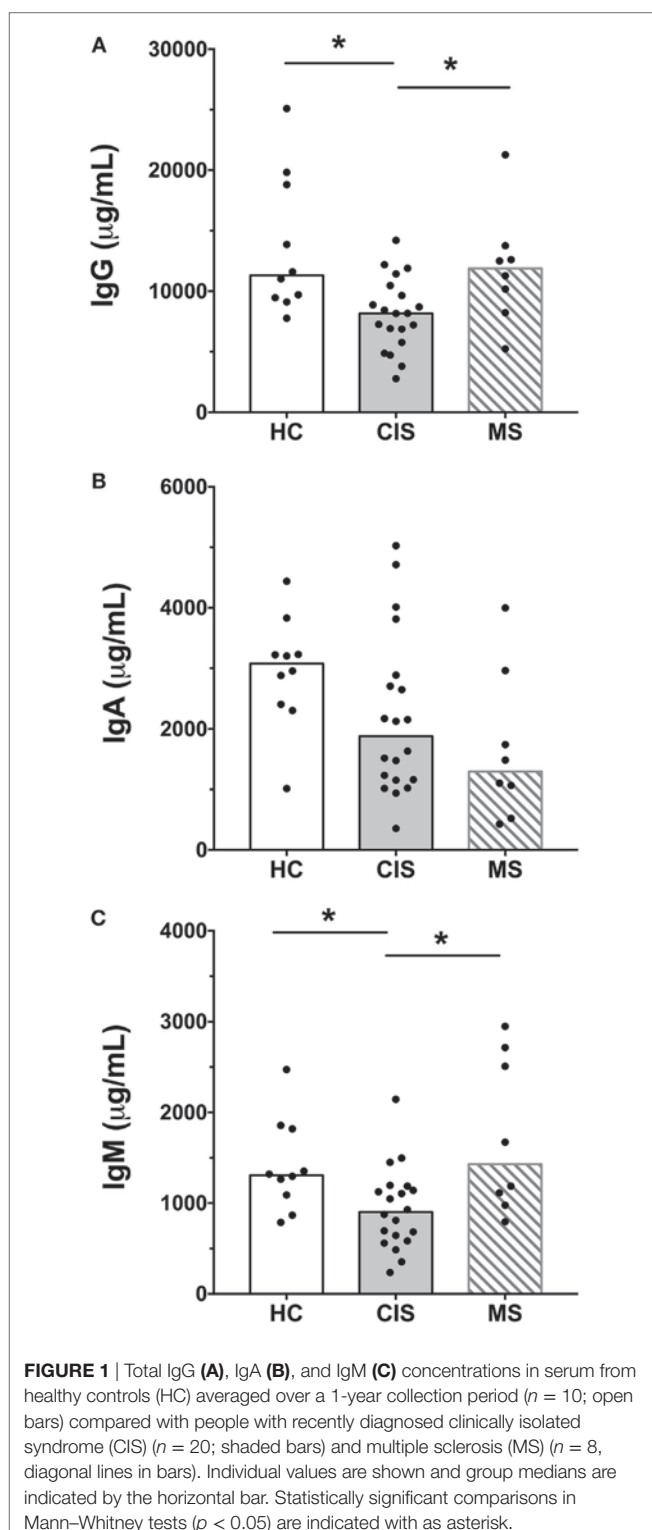 A
* *
30000
20000
10000
0
IgG (μg/mL)
HC CIS MS
B
6000
4000
2000
0
IgA (μg/mL)
HC CIS MS
C
* *
4000
3000
2000
1000
0
IgM (μg/mL)
HC CIS MS
FIGURE 1 | Total IgG (A), IgA (B), and IgM (C) concentrations in serum from
healthy controls (HC) averaged over a 1-year collection period (n = 10; open
bars) compared with people with recently diagnosed clinically isolated
syndrome (CIS) (n = 20; shaded bars) and multiple sclerosis (MS) (n = 8,
diagonal lines in bars). Individual values are shown and group medians are
indicated by the horizontal bar. Statistically significant comparisons in
Mann–Whitney tests (p < 0.05) are indicated with as asterisk.